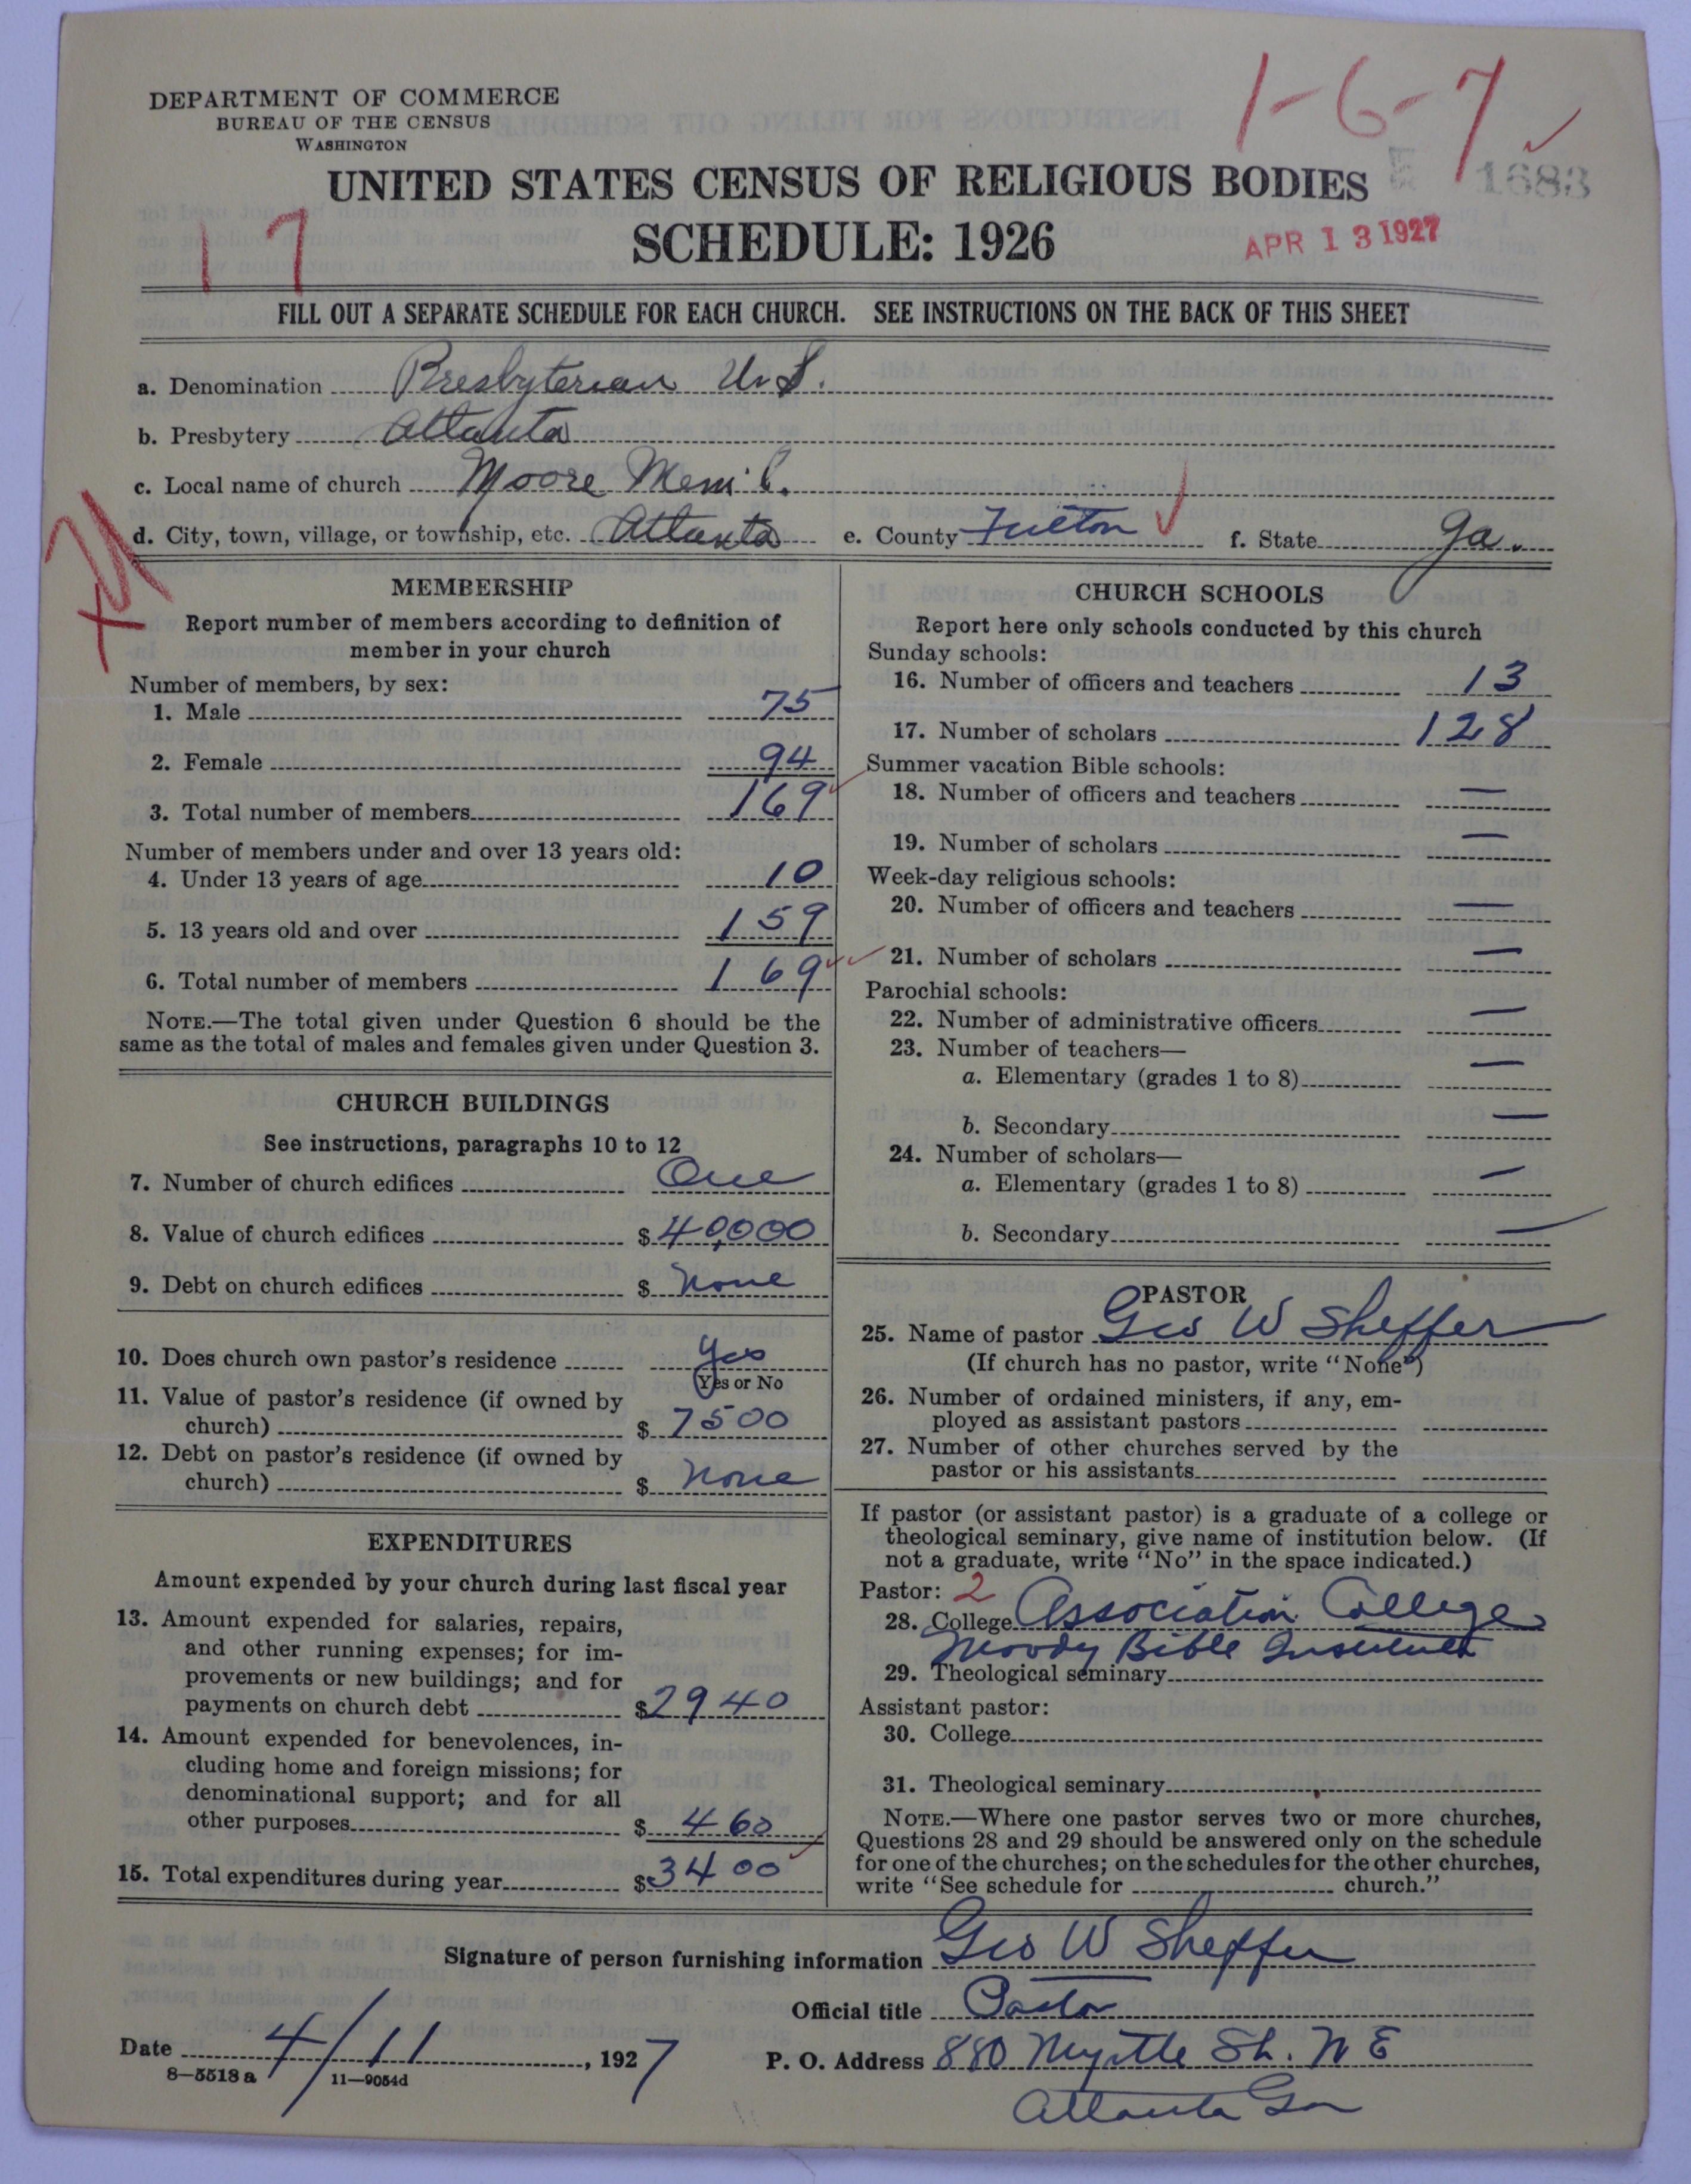 DEPARTMENT OF COMMERCE
BUREAU OF THE CENSUS
WASHINGTON
1-6-7
1683
UNITED STATES CENSUS OF RELIGIOUS BODIES
SCHEDULE: 1926
17
APR 13 1927
FILL OUT A SEPARATE SCHEDULE FOR EACH CHURCH. SEE INSTRUCTIONS ON THE BACK OF THIS SHEET
a. Denomination Presbyterian U.S.
b. Presbytery Atlanta
c. Local name of church Moore Mem'l.
d. City, town, village, or township, etc. Atlanta e. County Fulton f. State Ga.
MEMBERSHIP
Report number of members according to definition of
member in your church
Number of members, by sex:
1. Male 75
2. Female 94
3. Total number of members 169
Number of members under and over 13 years old:
4. Under 13 years of age 10
5. 13 years old and over 159
6. Total number of members 169
NOTE.—The total given under Question 6 should be the
same as the total of males and females given under Question 3.
CHURCH BUILDINGS
See instructions, paragraphs 10 to 12
7. Number of church edifices One
8. Value of church edifices $40,000
9. Debt on church edifices $ None
10. Does church own pastor's residence Yes
Yes or No
11. Value of pastor's residence (if owned by
church) $ 7500
12. Debt on pastor's residence (if owned by
church) $ None
EXPENDITURES
Amount expended by your church during last fiscal year
13. Amount expended for salaries, repairs,
and other running expenses; for im-
provements or new buildings; and for
payments on church debt $2940
14. Amount expended for benevolences, in-
cluding home and foreign missions; for
denominational support; and for all
other purposes $ 460
15. Total expenditures during year $3400
CHURCH SCHOOLS
Report here only schools conducted by this church
Sunday schools:
16. Number of officers and teachers 13
17. Number of scholars 128
Summer vacation Bible schools:
18. Number of officers and teachers —
19. Number of scholars —
Week-day religious schools:
20. Number of officers and teachers —
21. Number of scholars —
Parochial schools:
22. Number of administrative officers —
23. Number of teachers—
a. Elementary (grades 1 to 8) —
b. Secondary —
24. Number of scholars—
a. Elementary (grades 1 to 8) —
b. Secondary —
PASTOR
25. Name of pastor Geo W Sheffer
(If church has no pastor, write "None")
26. Number of ordained ministers, if any, em-
ployed as assistant pastors
27. Number of other churches served by the
pastor or his assistants
If pastor (or assistant pastor) is a graduate of a college or
theological seminary, give name of institution below. (If
not a graduate, write "No" in the space indicated.)
Pastor: 2
28. College Association College
Moody Bible Institute
29. Theological seminary
Assistant pastor:
30. College
31. Theological seminary
NOTE.—Where one pastor serves two or more churches,
Questions 28 and 29 should be answered only on the schedule
for one of the churches; on the schedules for the other churches,
write "See schedule for church."
Signature of person furnishing information Geo W Sheffer
Official title Pastor
Date 4/11, 1927 P. O. Address 880 Myrtle St. N E
8—5518 a 11—9054d
Atlanta Ga